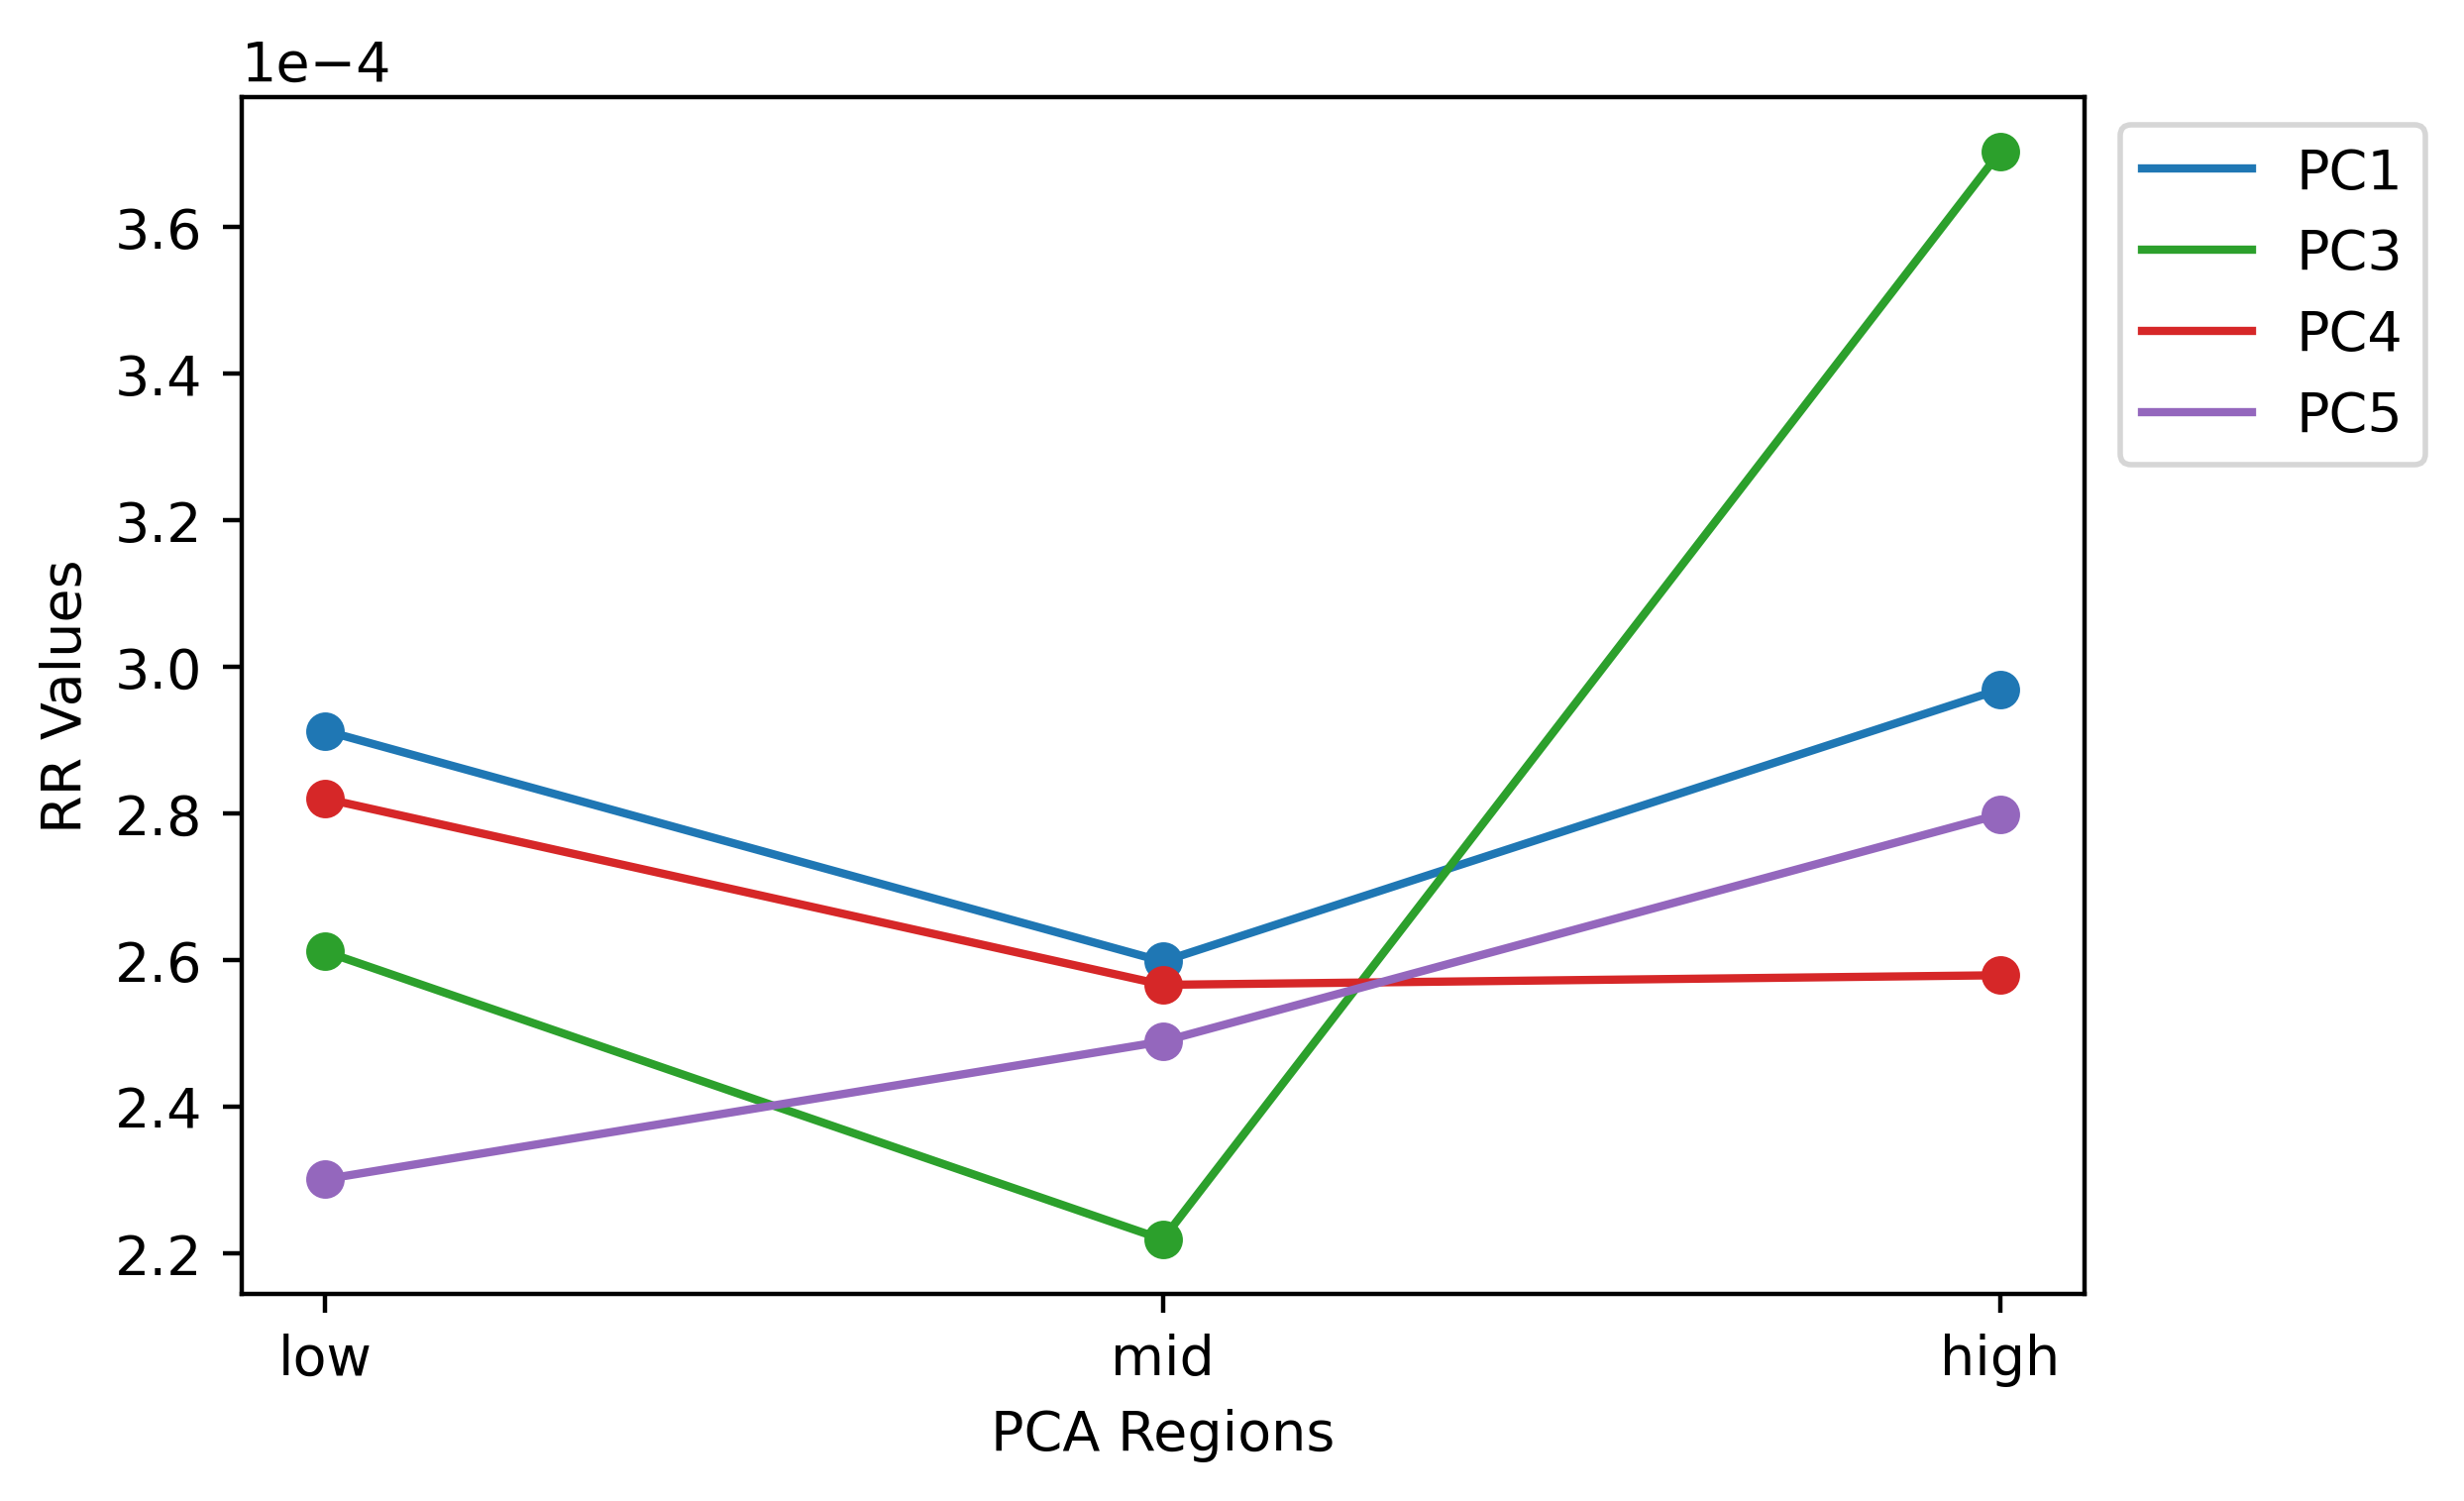 1e−4
3.6
3.4
3.2
3.0
2.8
2.6
2.4
2.2
RR Values
low mid high
PCA Regions
PC1
PC3
PC4
PC5